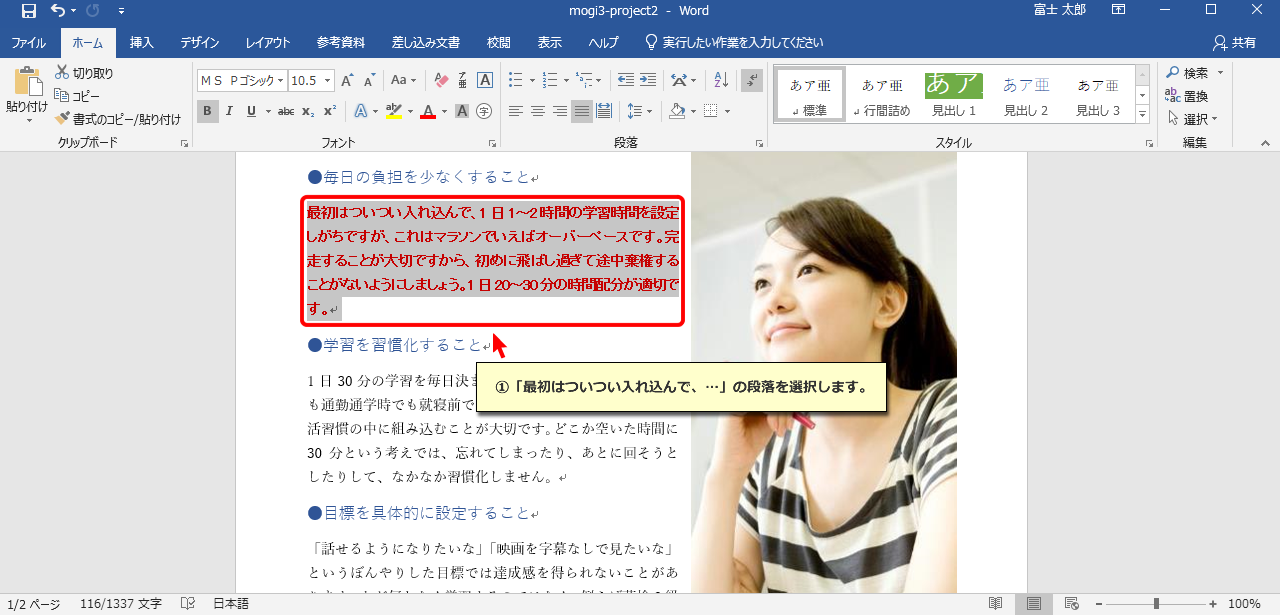 mogi3-project2 - Word
富士 太郎
ファイル ホーム 挿入 デザイン レイアウト 参考資料 差し込み文書 校閲 表示 ヘルプ 実行したい作業を入力してください 共有
貼り付け
切り取り
コピー
書式のコピー/貼り付け
クリップボード
ＭＳ Ｐゴシック 10.5
フォント
段落
あア亜 あア亜 あア あア亜 あア亜
標準 行間詰め 見出し 1 見出し 2 見出し 3
スタイル
検索
置換
選択
編集
●毎日の負担を少なくすること
最初はついつい入れ込んで、1 日 1～2 時間の学習時間を設定
しがちですが、これはマラソンでいえばオーバーペースです。完
走することが大切ですから、初めに飛ばし過ぎて途中棄権する
ことがないようにしましょう。1 日 20～30 分の時間配分が適切で
す。
●学習を習慣化すること
①「最初はついつい入れ込んで、…」の段落を選択します。
1 日 30 分の学習を毎日決ま
も通勤通学時でも就寝前で
活習慣の中に組み込むことが大切です。どこか空いた時間に
30 分という考えでは、忘れてしまったり、あとに回そうと
したりして、なかなか習慣化しません。
●目標を具体的に設定すること
「話せるようになりたいな」「映画を字幕なしで見たいな」
というぼんやりした目標では達成感を得られないことがあ
1/2 ページ 116/1337 文字 日本語 100%